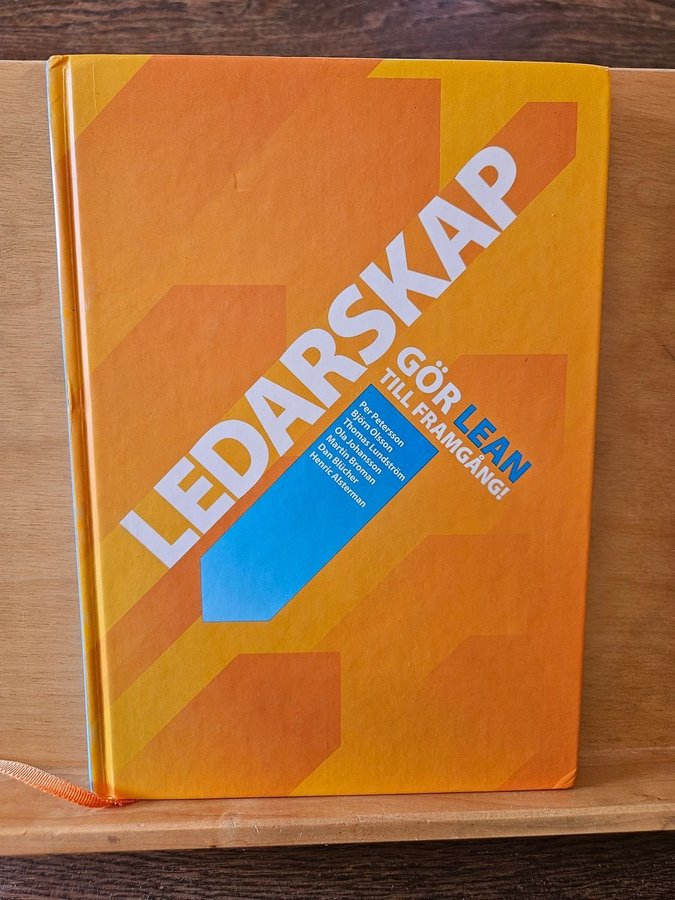 LEDARSKAP
GÖR LEAN
TILL FRAMGÅNG!
Per Petersson
Björn Olsson
Thomas Lundström
Ola Johansson
Martin Broman
Dan Blücher
Henric Alsterman